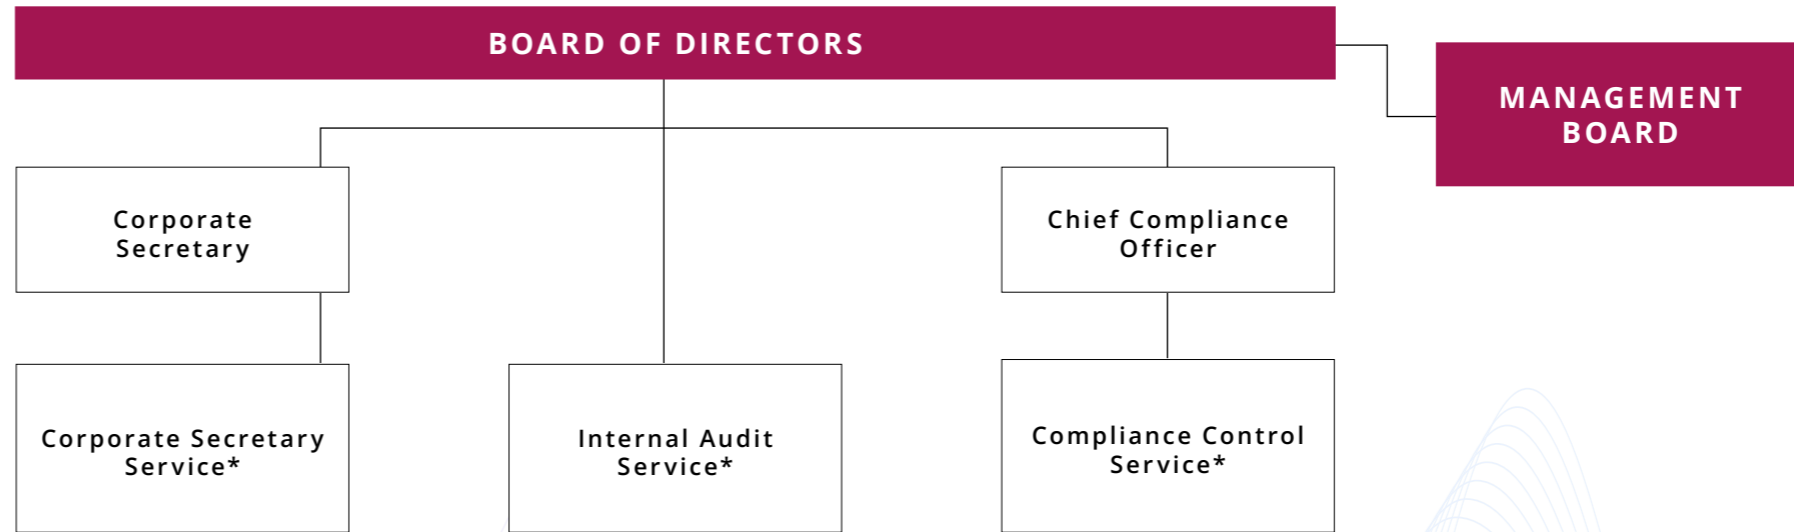 BOARD OF DIRECTORS
MANAGEMENT
BOARD
Corporate
Secretary
Chief Compliance
Officer
Corporate Secretary
Service*
Internal Audit
Service*
Compliance Control
Service*